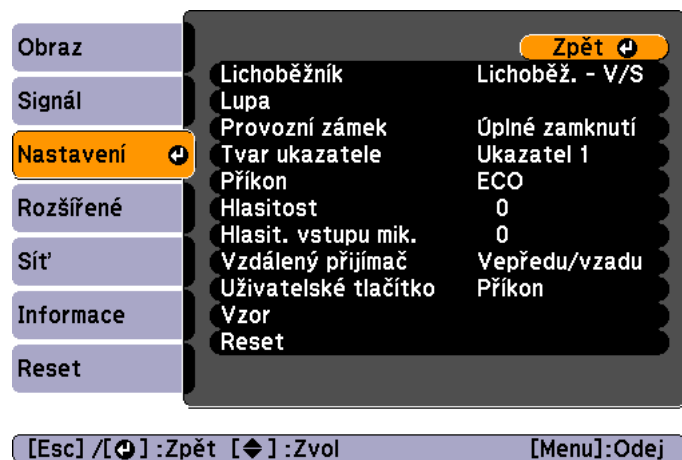 Obraz
Signál
Nastavení
Rozšířené
Síť
Informace
Reset
Zpět
Lichoběžník Lichoběž. - V/S
Lupa
Provozní zámek Úplné zamknutí
Tvar ukazatele Ukazatel 1
Příkon ECO
Hlasitost 0
Hlasit. vstupu mik. 0
Vzdálený přijímač Vepředu/vzadu
Uživatelské tlačítko Příkon
Vzor
Reset
[Esc] /[ ] :Zpět [ ] :Zvol [Menu]:Odej